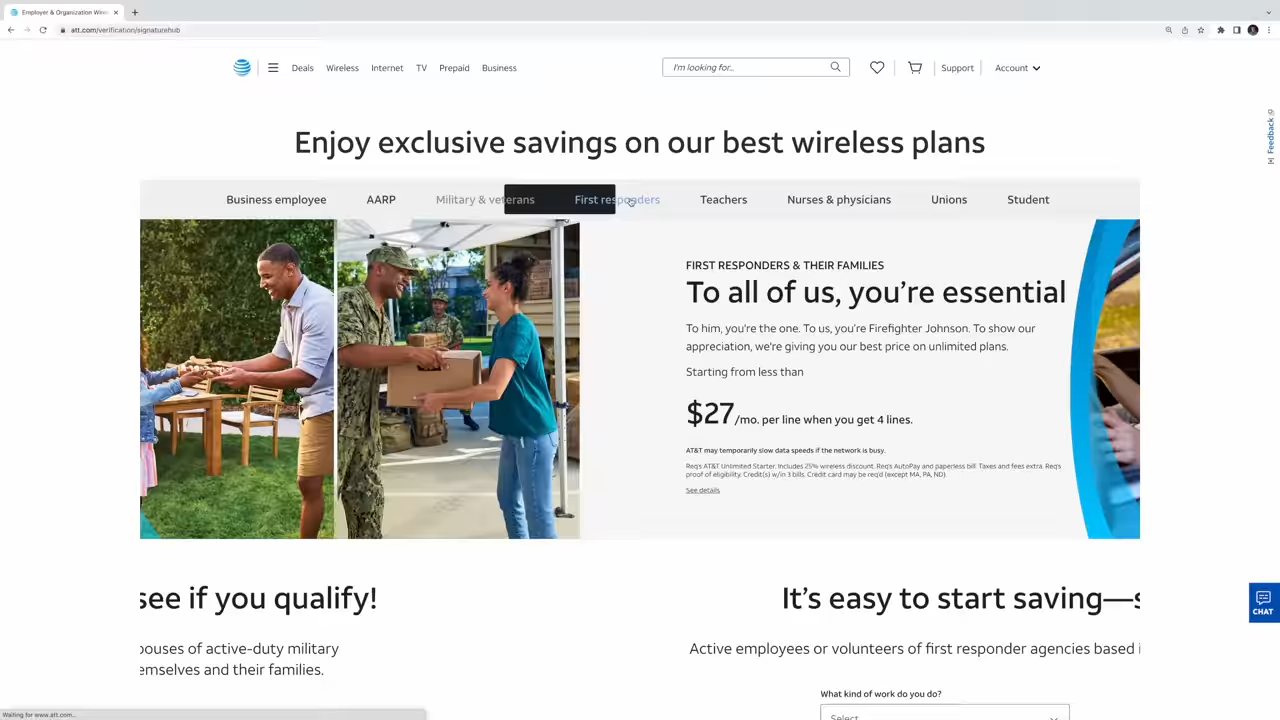 Employer & Organization Wire
att.com/verification/signaturehub
Deals
Wireless
Internet
TV
Prepaid
Business
I'm looking for...
Support
Account
Feedback
Enjoy exclusive savings on our best wireless plans
Business employee
AARP
Military & veterans
First responders
Teachers
Nurses & physicians
Unions
Student
FIRST RESPONDERS & THEIR FAMILIES
To all of us, you’re essential
To him, you're the one. To us, you’re Firefighter Johnson. To show our
appreciation, we're giving you our best price on unlimited plans.
Starting from less than
$27/mo. per line when you get 4 lines.
AT&T may temporarily slow data speeds if the network is busy.
Req's AT&T Unlimited Starter. Includes 25% wireless discount. Req's AutoPay and paperless bill. Taxes and fees extra. Req's
proof of eligibility. Credit(s) w/in 3 bills. Credit card may be req'd (except MA, PA, ND)
See details
see if you qualify!
pouses of active-duty military
emselves and their families.
It’s easy to start saving—s
Active employees or volunteers of first responder agencies based i
What kind of work do you do?
Select
CHAT
Waiting for www.att.com...